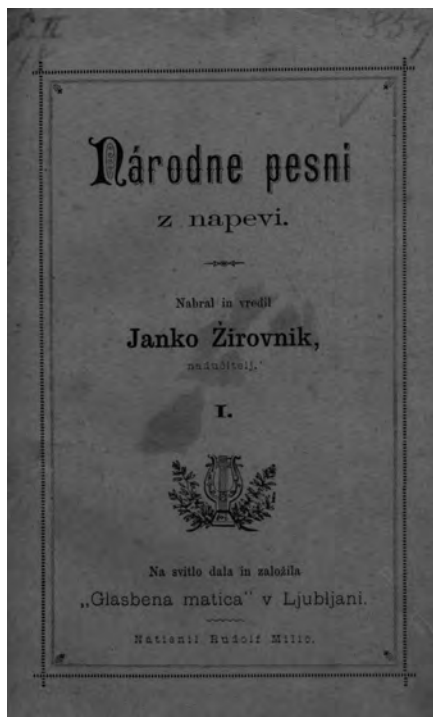 859
Národne pesni
z napevi.
Nabral in vredil
Janko Žirovnik,
nadučitelj.
I.
Na svitlo dala in založila
„Glasbena matica" v Ljubljani.
Natisnil Rudolf Milic.